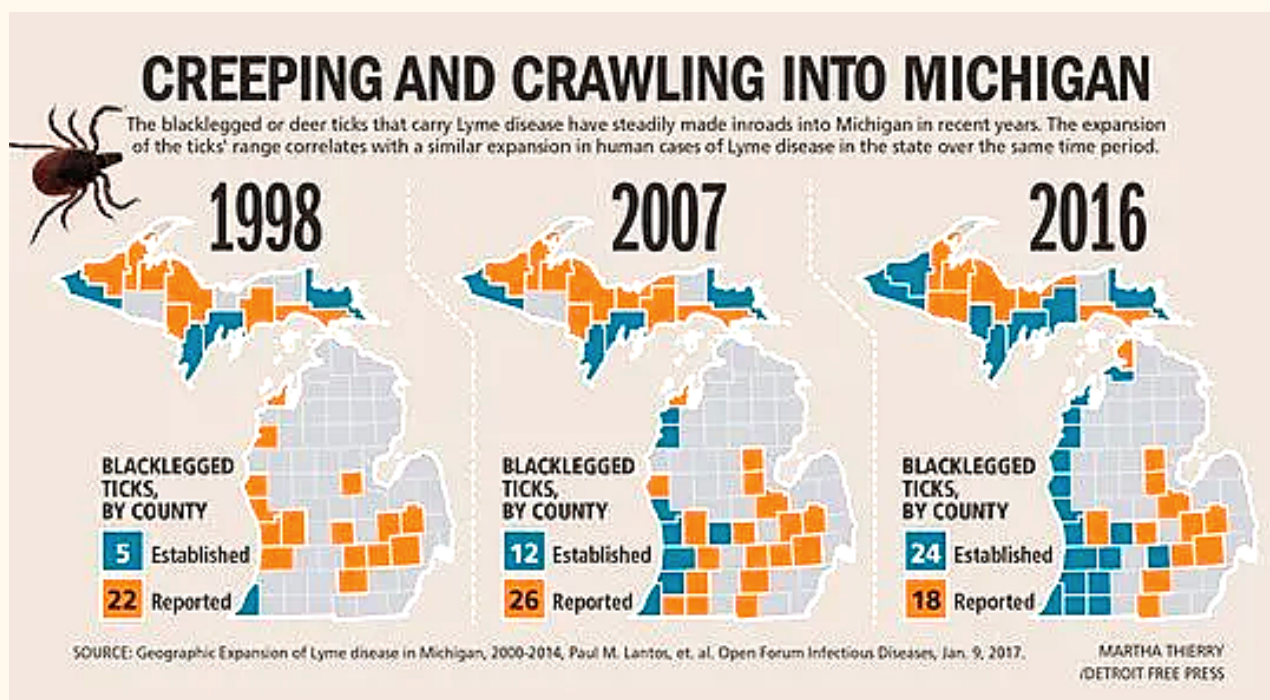 CREEPING AND CRAWLING INTO MICHIGAN
The blacklegged or deer ticks that carry Lyme disease have steadily made inroads into Michigan in recent years. The expansion
of the ticks' range correlates with a similar expansion in human cases of Lyme disease in the state over the same time period.
1998
BLACKLEGGED
TICKS,
BY COUNTY
5 Established
22 Reported
2007
BLACKLEGGED
TICKS,
BY COUNTY
12 Established
26 Reported
2016
BLACKLEGGED
TICKS,
BY COUNTY
24 Established
18 Reported
SOURCE: Geographic Expansion of Lyme disease in Michigan, 2000-2014, Paul M. Lantos, et. al. Open Forum Infectious Diseases, Jan. 9, 2017.
MARTHA THIERRY
/DETROIT FREE PRESS